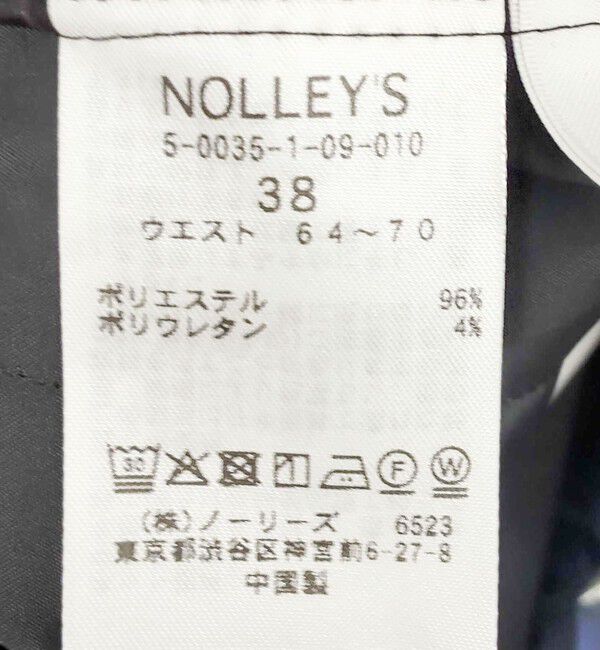 NOLLEY'S
5-0035-1-09-010
38
ウエスト 64～70
ポリエステル 96%
ポリウレタン 4%
30 F W
(株)ノーリーズ 6523
東京都渋谷区神宮前6-27-8
中国製